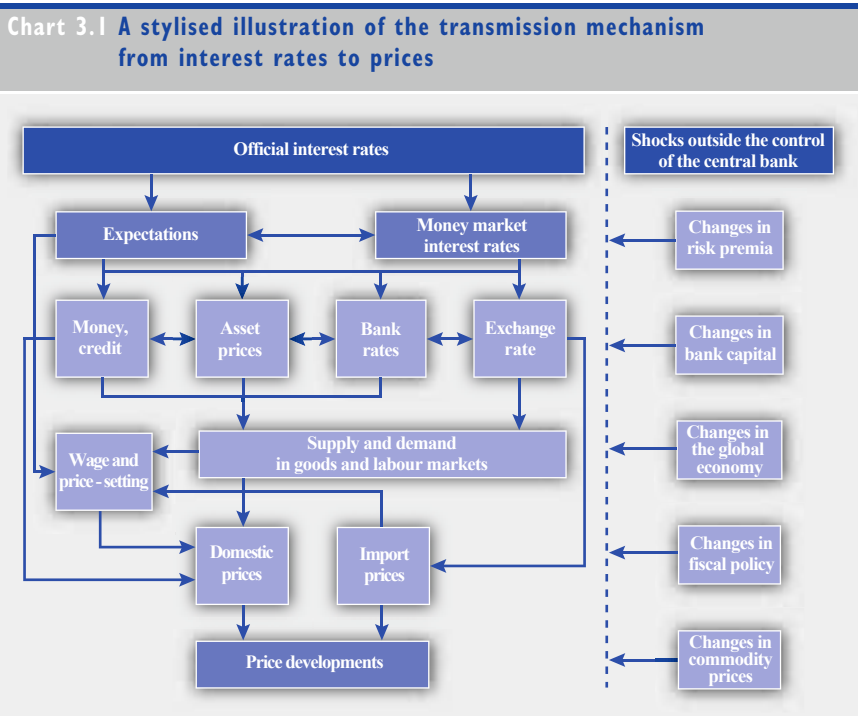 Chart 3.1 A stylised illustration of the transmission mechanism
from interest rates to prices
Official interest rates
Shocks outside the control
of the central bank
Expectations
Money market
interest rates
Changes in
risk premia
Money,
credit
Asset
prices
Bank
rates
Exchange
rate
Changes in
bank capital
Supply and demand
in goods and labour markets
Wage and
price - setting
Changes in
the global
economy
Domestic
prices
Import
prices
Changes in
fiscal policy
Price developments
Changes in
commodity
prices